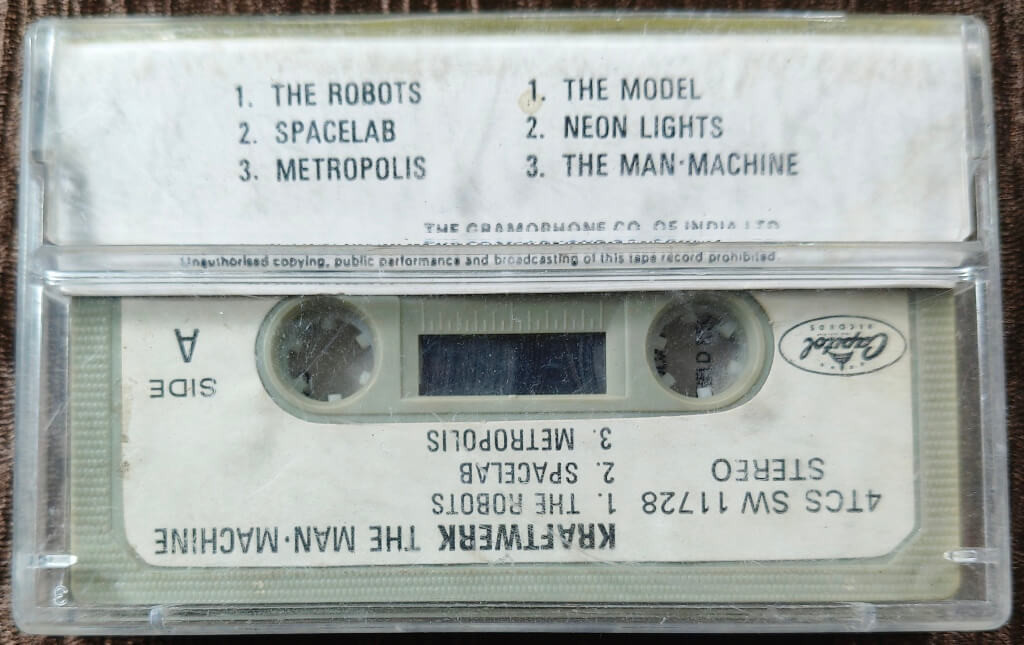 1. THE ROBOTS
2. SPACELAB
3. METROPOLIS
1. THE MODEL
2. NEON LIGHTS
3. THE MAN·MACHINE
THE GRAMOPHONE CO. OF INDIA LTD
Unauthorised copying, public performance and broadcasting of this tape record prohibited
KRAFTWERK THE MAN·MACHINE
4TCS SW 11728
STEREO
1. THE ROBOTS
2. SPACELAB
3. METROPOLIS
SIDE
A
Capitol
RECORDS